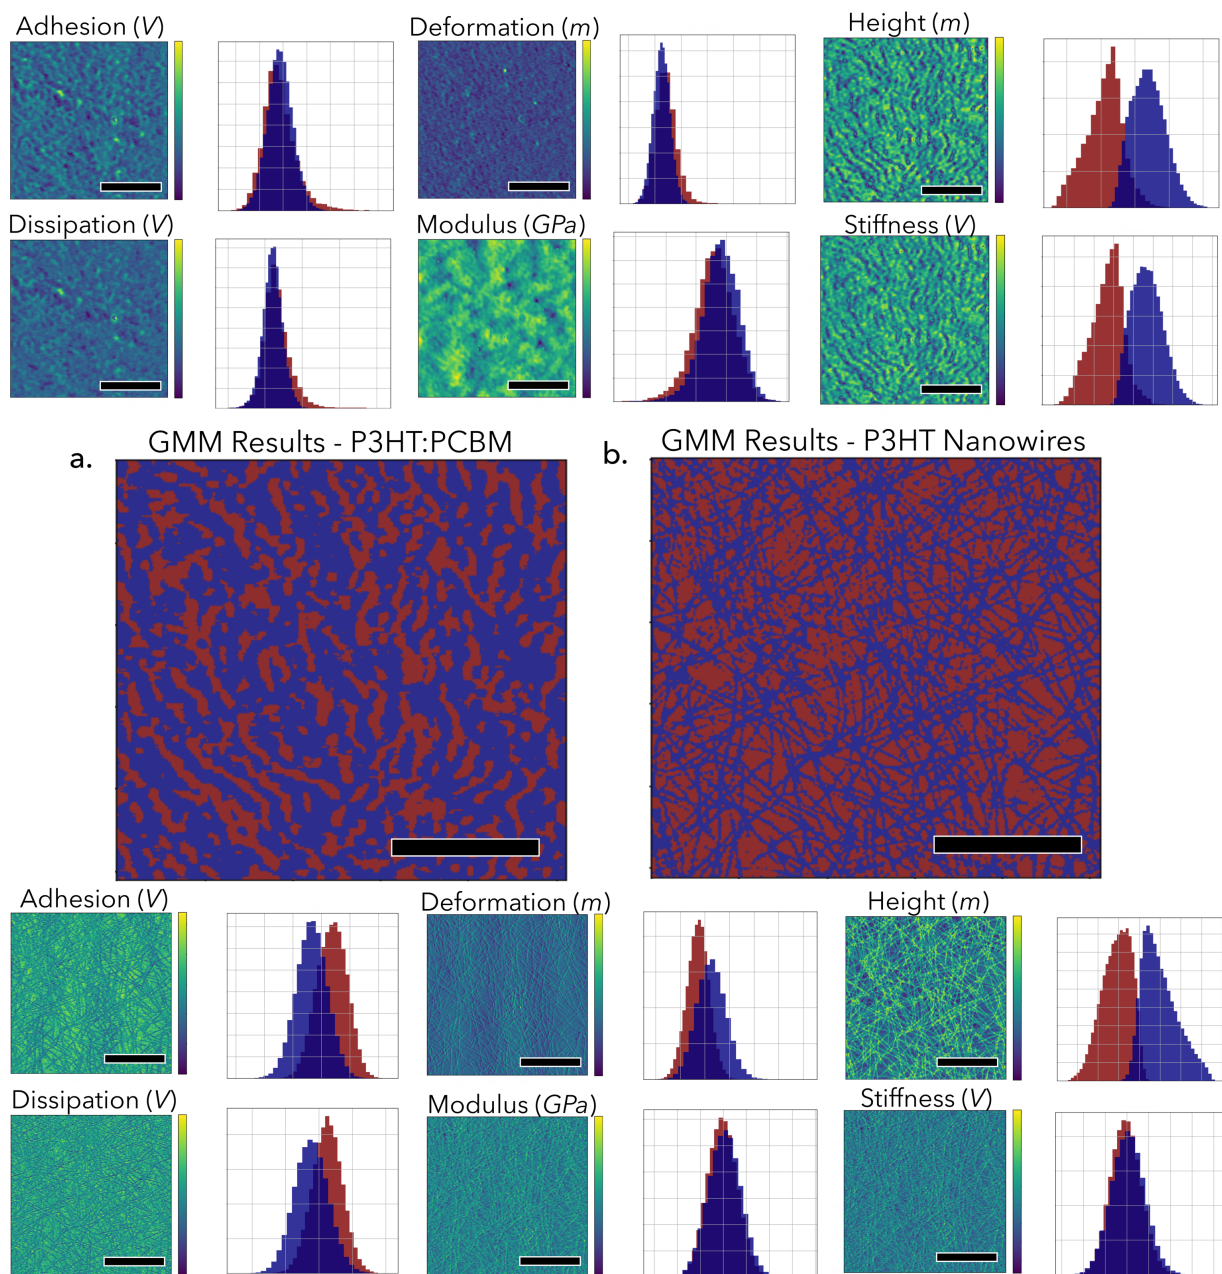 Adhesion (V)
Deformation (m)
Height (m)
Dissipation (V)
Modulus (GPa)
Stiffness (V)
a.
GMM Results - P3HT:PCBM
b.
GMM Results - P3HT Nanowires
Adhesion (V)
Deformation (m)
Height (m)
Dissipation (V)
Modulus (GPa)
Stiffness (V)